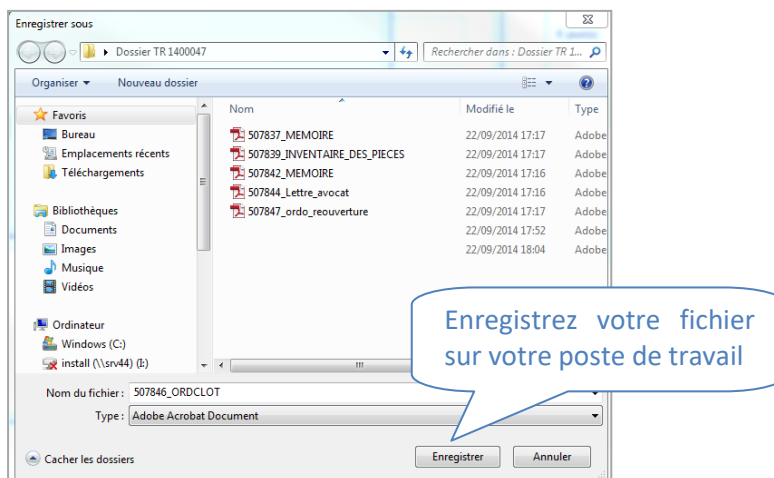 Enregistrer sous
Dossier TR 1400047
Rechercher dans : Dossier TR 1...
Organiser
Nouveau dossier
Favoris
Bureau
Emplacements récents
Téléchargements
Bibliothèques
Documents
Images
Musique
Vidéos
Ordinateur
Windows (C:)
install (\\srv44) (I:)
Nom Modifié le Type
507837_MEMOIRE 22/09/2014 17:17 Adobe
507839_INVENTAIRE_DES_PIECES 22/09/2014 17:17 Adobe
507842_MEMOIRE 22/09/2014 17:16 Adobe
507844_Lettre_avocat 22/09/2014 17:16 Adobe
507847_ordo_reouverture 22/09/2014 17:17 Adobe
22/09/2014 17:52 Adobe
22/09/2014 18:04 Adobe
Enregistrez votre fichier
sur votre poste de travail
Nom du fichier : 507846_ORDCLOT
Type : Adobe Acrobat Document
Cacher les dossiers
Enregistrer
Annuler